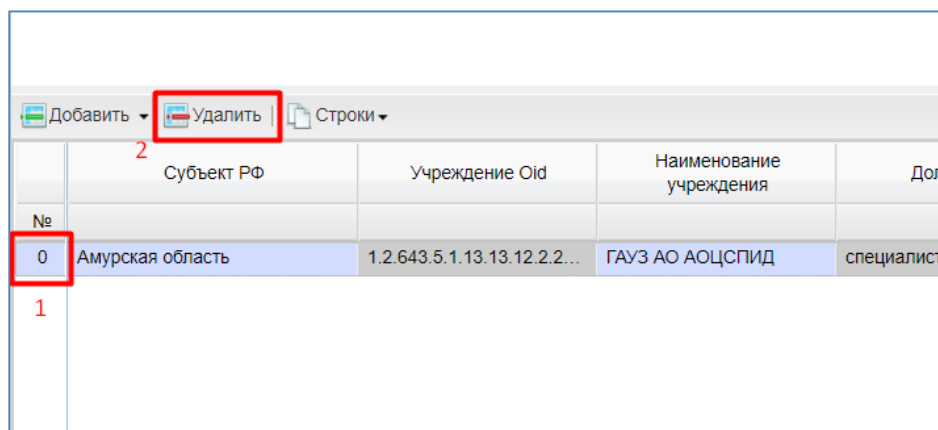 Добавить Удалить Строки
2
Субъект РФ Учреждение Oid Наименование учреждения
№
0 Амурская область 1.2.643.5.1.13.13.12.2.2... ГАУЗ АО АОЦСПИД специалист
1